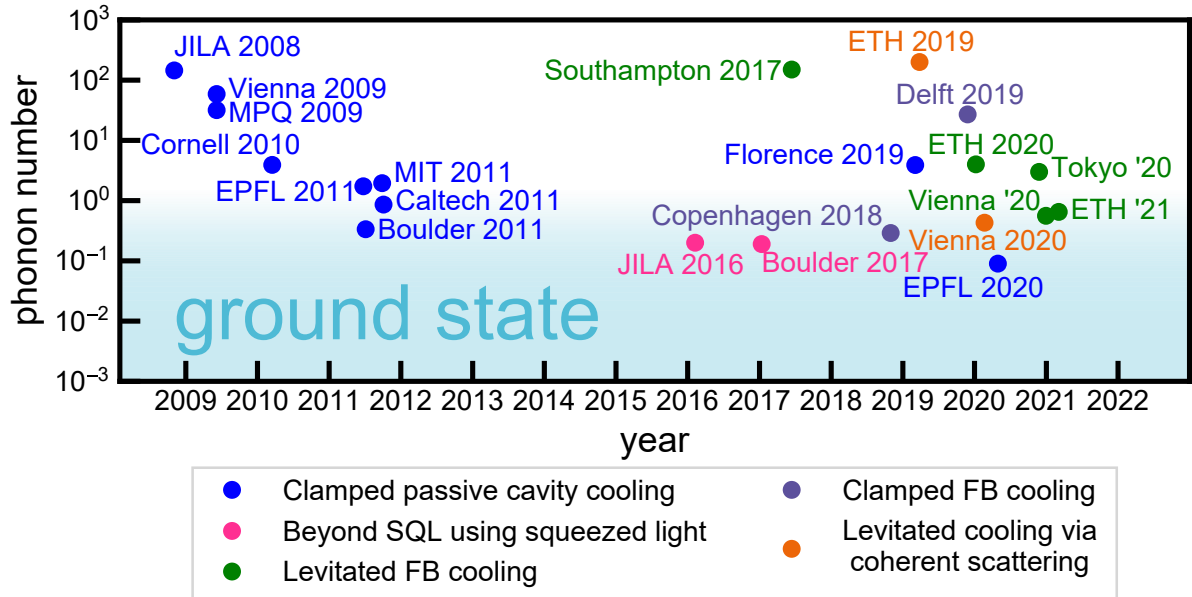 phonon number
10³
10²
10¹
10⁰
10⁻¹
10⁻²
10⁻³
JILA 2008
Vienna 2009
MPQ 2009
Cornell 2010
EPFL 2011
MIT 2011
Caltech 2011
Boulder 2011
Southampton 2017
ETH 2019
Delft 2019
Florence 2019
ETH 2020
Tokyo '20
Vienna '20
ETH '21
Copenhagen 2018
Vienna 2020
JILA 2016
Boulder 2017
EPFL 2020
ground state
2009 2010 2011 2012 2013 2014 2015 2016 2017 2018 2019 2020 2021 2022
year
Clamped passive cavity cooling
Beyond SQL using squeezed light
Levitated FB cooling
Clamped FB cooling
Levitated cooling via
coherent scattering